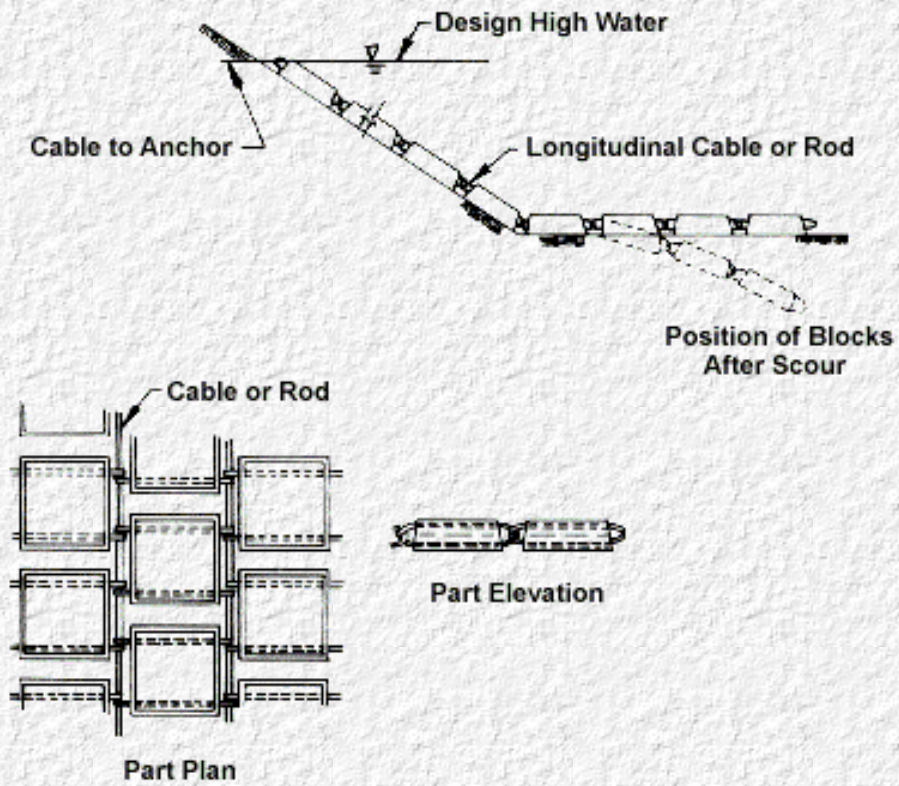 Design High Water
Cable to Anchor
Longitudinal Cable or Rod
Position of Blocks
After Scour
Cable or Rod
Part Elevation
Part Plan